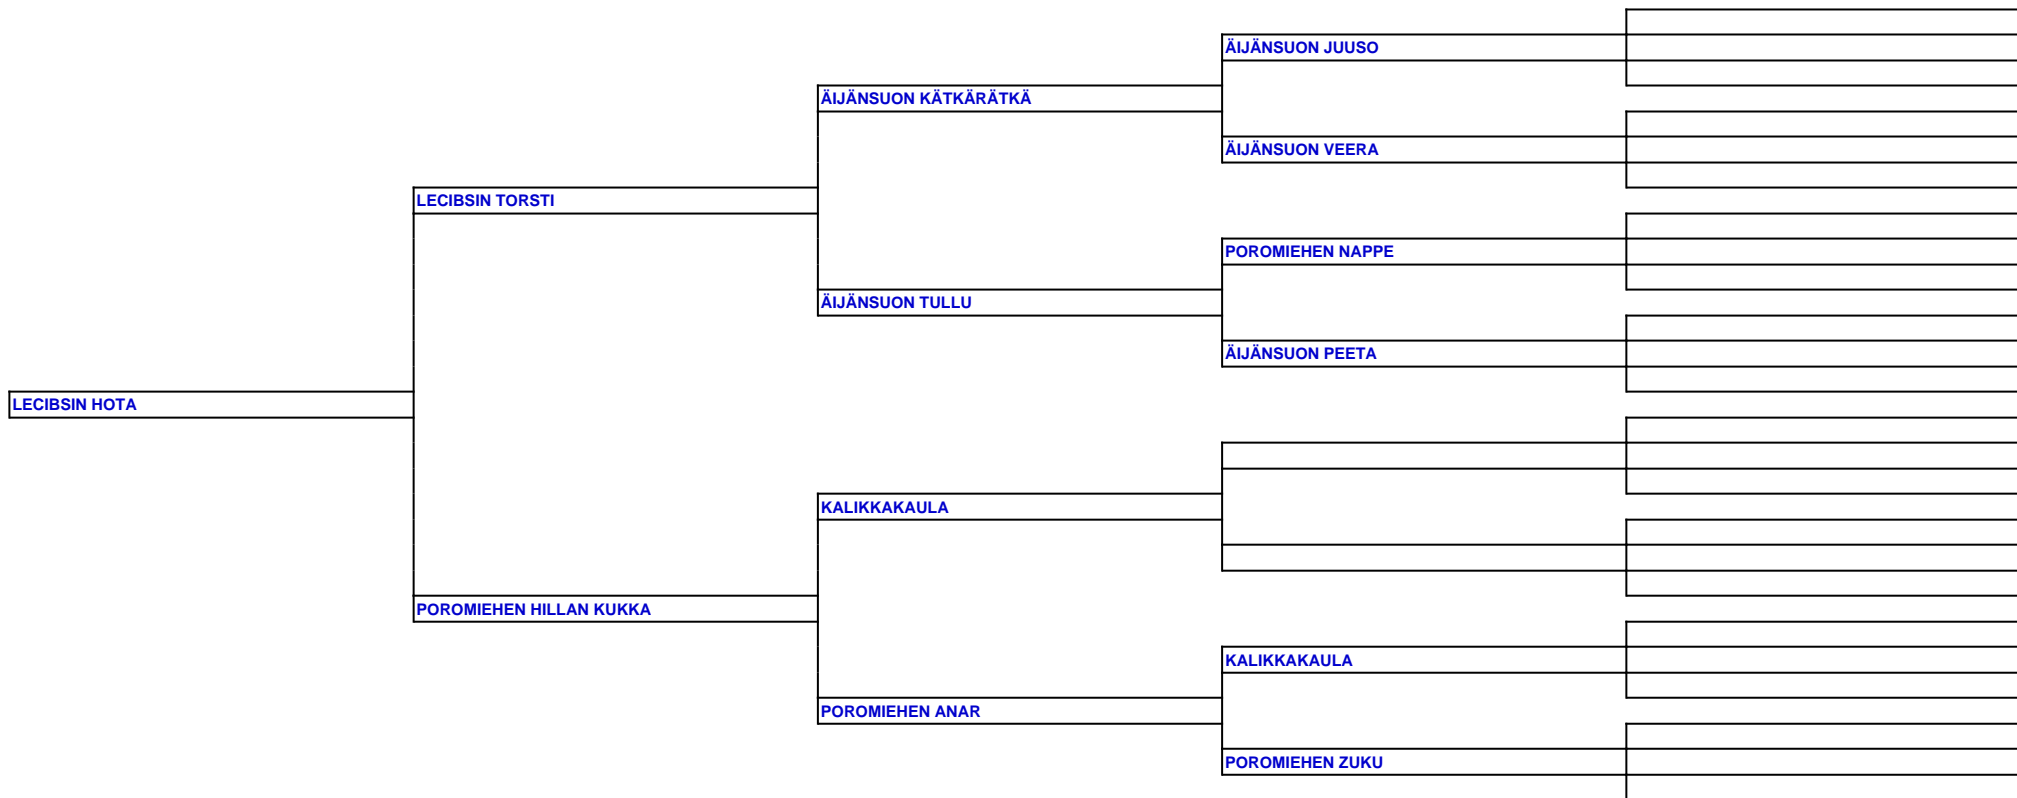 ÄIJÄNSUON JUUSO
ÄIJÄNSUON KÄTKÄRÄTKÄ
ÄIJÄNSUON VEERA
LECIBSIN TORSTI
POROMIEHEN NAPPE
ÄIJÄNSUON TULLU
ÄIJÄNSUON PEETA
LECIBSIN HOTA
KALIKKAKAULA
POROMIEHEN HILLAN KUKKA
KALIKKAKAULA
POROMIEHEN ANAR
POROMIEHEN ZUKU